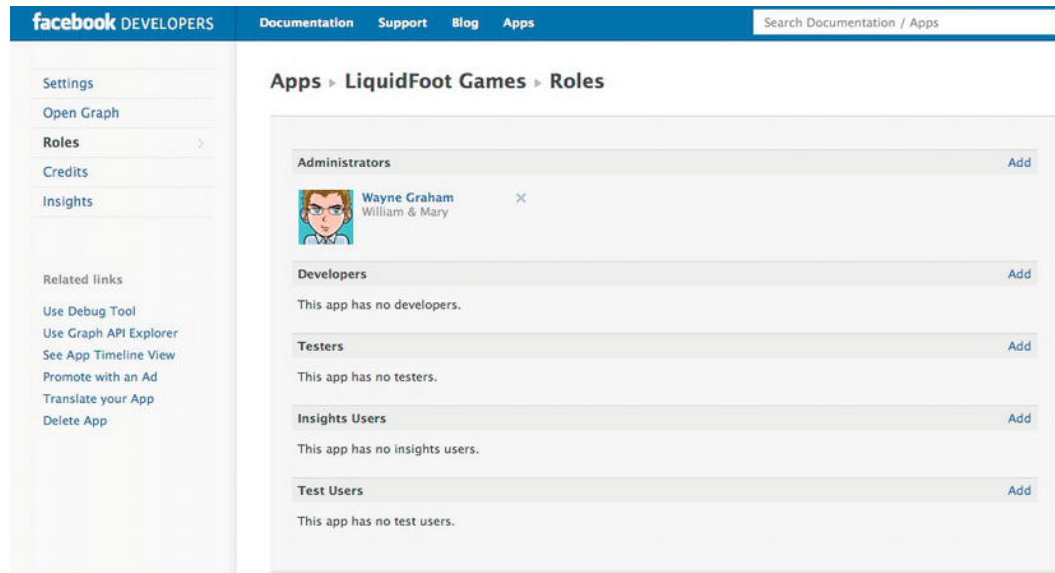 facebook DEVELOPERS Documentation Support Blog Apps Search Documentation / Apps
Settings
Open Graph
Roles
Credits
Insights
Related links
Use Debug Tool
Use Graph API Explorer
See App Timeline View
Promote with an Ad
Translate your App
Delete App
Apps ▸ LiquidFoot Games ▸ Roles
Administrators Add
Wayne Graham
William & Mary
Developers Add
This app has no developers.
Testers Add
This app has no testers.
Insights Users Add
This app has no insights users.
Test Users Add
This app has no test users.